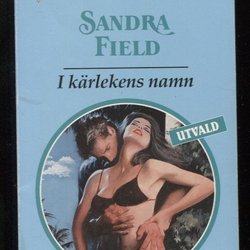 SANDRA
FIELD
I kärlekens namn
UTVALD